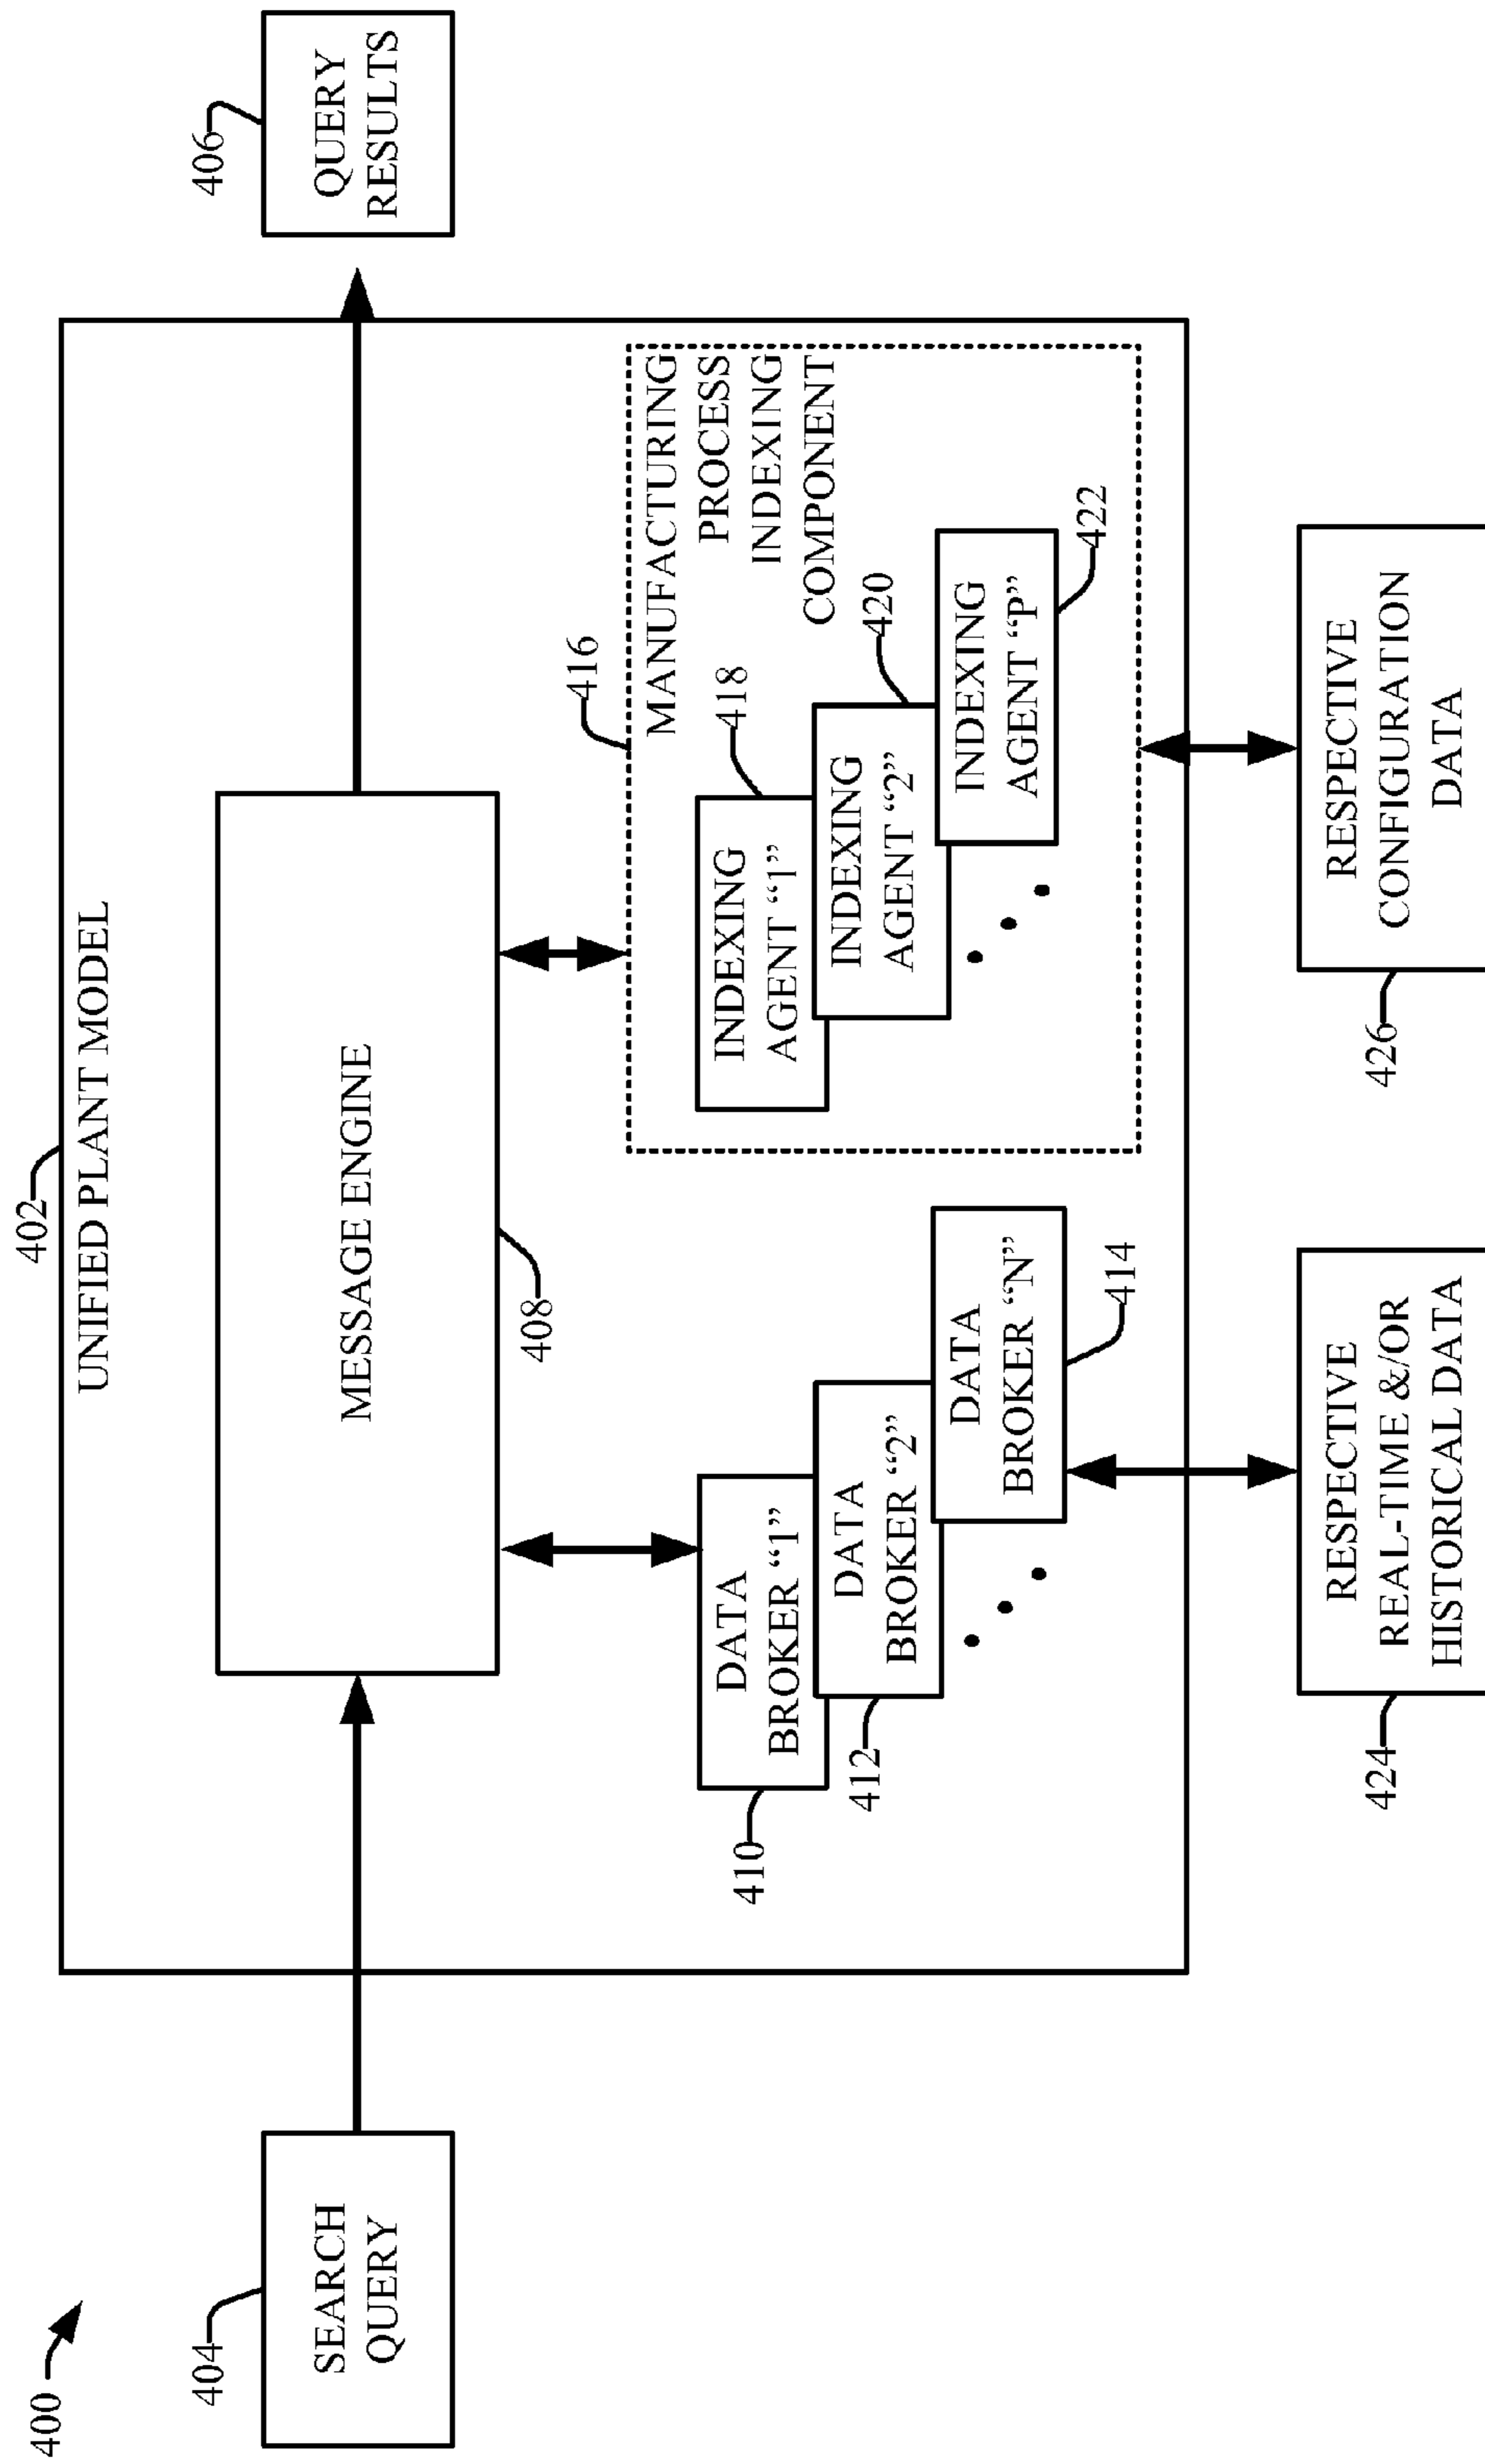 400
402
UNIFIED PLANT MODEL
404
SEARCH
QUERY
MESSAGE ENGINE
408
406
QUERY
RESULTS
410
DATA
BROKER “1”
412
DATA
BROKER “2”
DATA
BROKER “N”
414
416
MANUFACTURING
PROCESS
INDEXING
COMPONENT
INDEXING
AGENT “1”
418
INDEXING
AGENT “2”
420
INDEXING
AGENT “P”
422
424
RESPECTIVE
REAL-TIME &/OR
HISTORICAL DATA
426
RESPECTIVE
CONFIGURATION
DATA